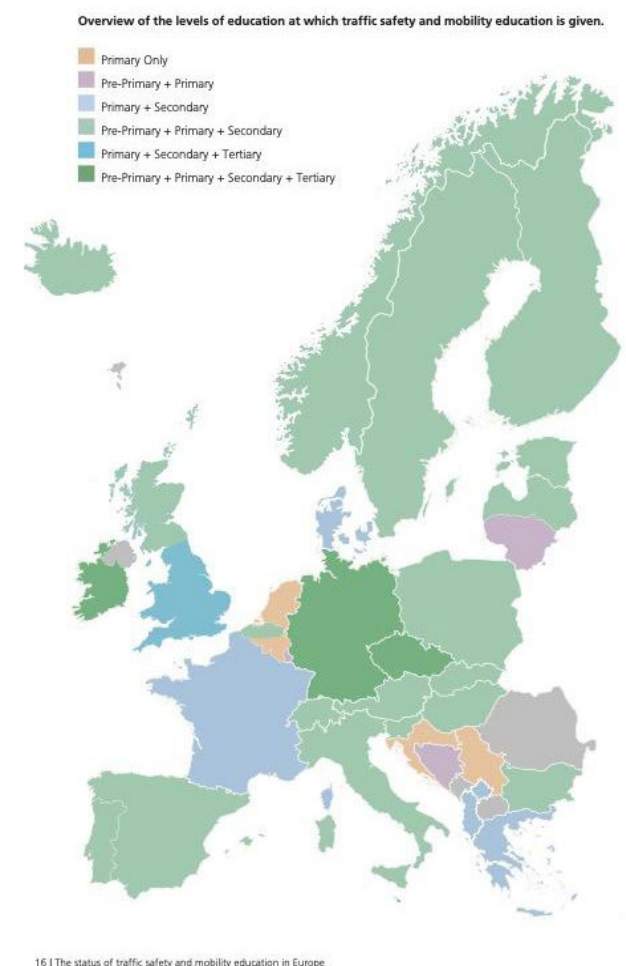 Overview of the levels of education at which traffic safety and mobility education is given.
Primary Only
Pre-Primary + Primary
Primary + Secondary
Pre-Primary + Primary + Secondary
Primary + Secondary + Tertiary
Pre-Primary + Primary + Secondary + Tertiary
16 | The status of traffic safety and mobility education in Europe